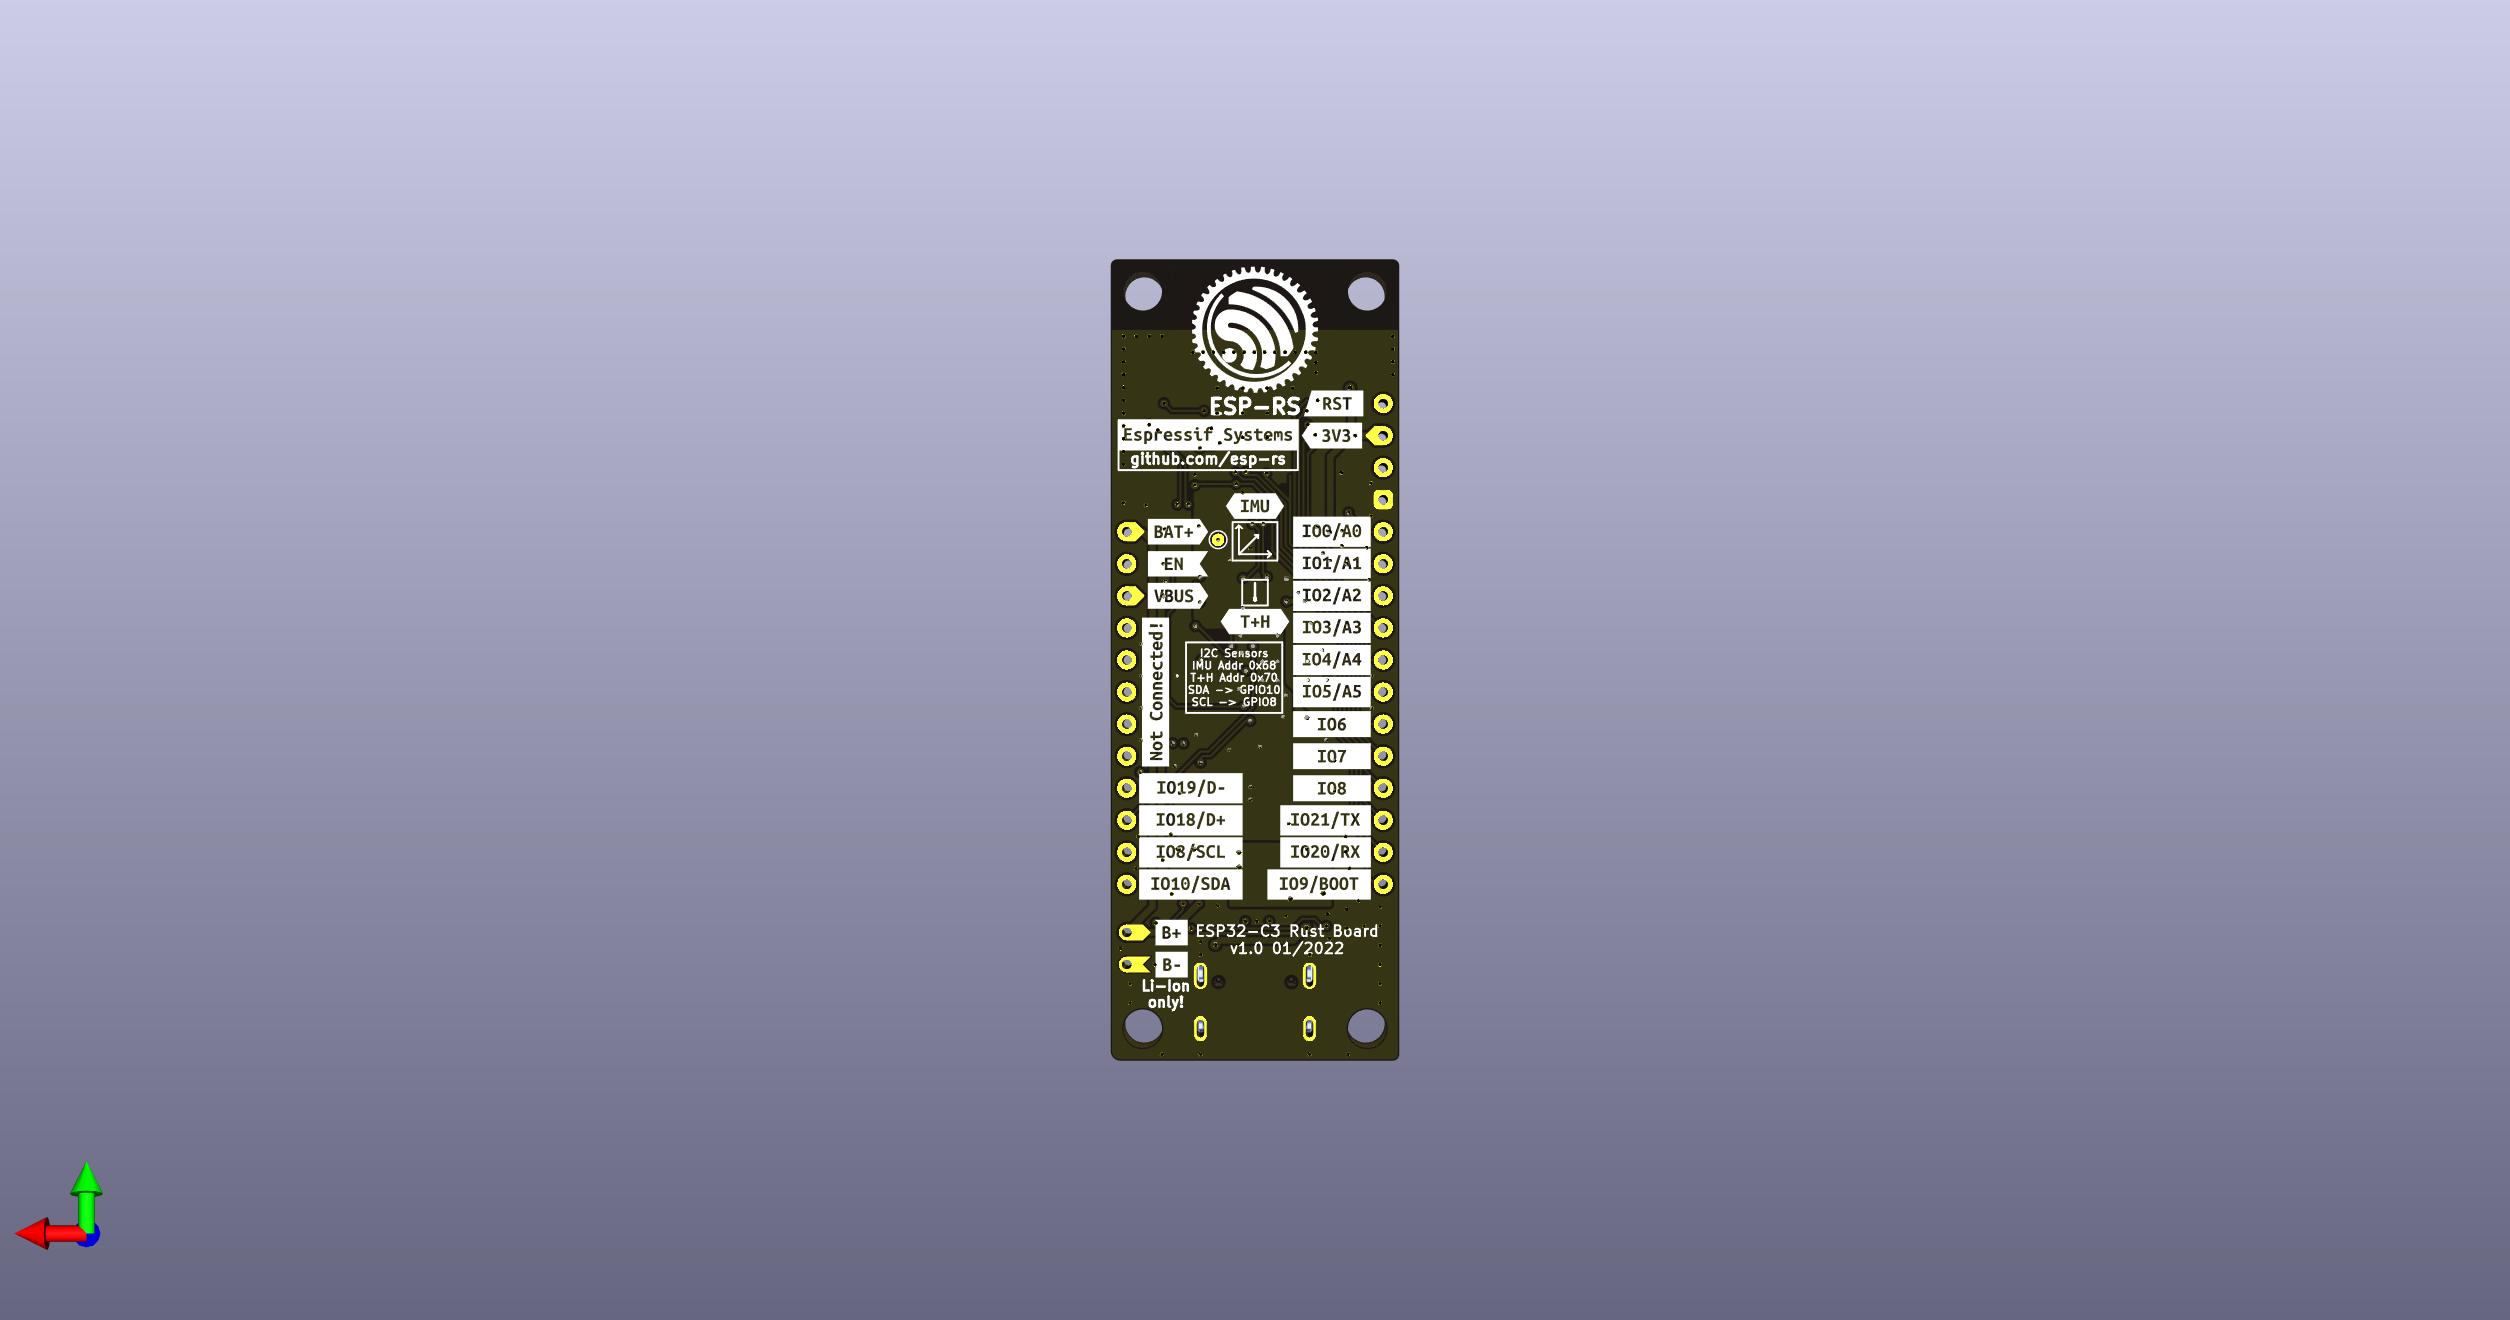 ESP-RS
RST
Espressif Systems
3V3
github.com/esp-rs
IMU
BAT+
IO0/A0
EN
IO1/A1
VBUS
IO2/A2
T+H
IO3/A3
Not Connected!
I2C Sensors
IMU Addr 0x68
T+H Addr 0x70
SDA -> GPIO10
SCL -> GPIO8
IO4/A4
IO5/A5
IO6
IO7
IO19/D-
IO8
IO18/D+
IO21/TX
IO8/SCL
IO20/RX
IO10/SDA
IO9/BOOT
B+
ESP32-C3 Rust Board
v1.0 01/2022
B-
Li-Ion
only!